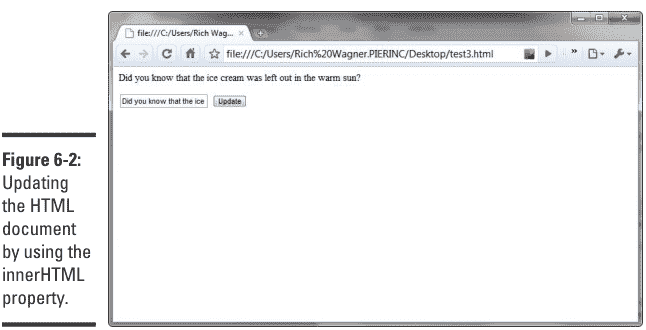 file:///C:/Users/Rich Wag...
file:///C:/Users/Rich%20Wagner.PIERINC/Desktop/test3.html
Did you know that the ice cream was left out in the warm sun?
Did you know that the ice
Update
Figure 6-2:
Updating
the HTML
document
by using the
innerHTML
property.